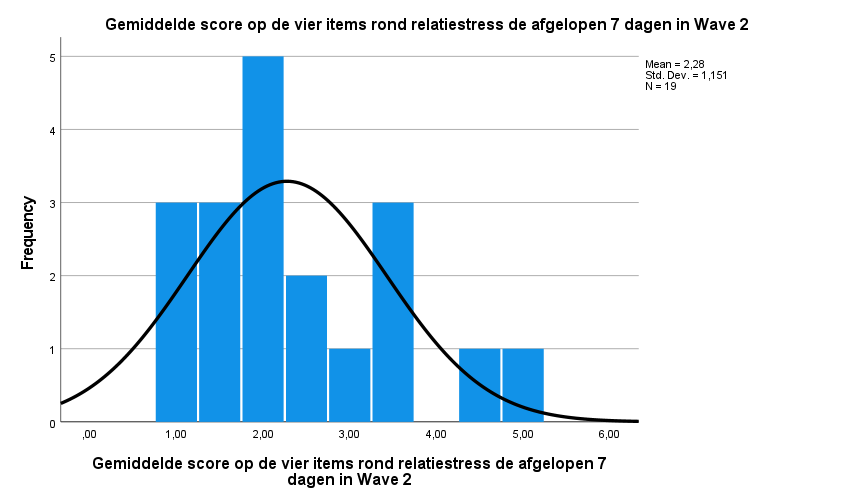 Gemiddelde score op de vier items rond relatiestress de afgelopen 7 dagen in Wave 2
Mean = 2,28
Std. Dev. = 1,151
N = 19
Frequency
5
4
3
2
1
0
,00 1,00 2,00 3,00 4,00 5,00 6,00
Gemiddelde score op de vier items rond relatiestress de afgelopen 7
dagen in Wave 2